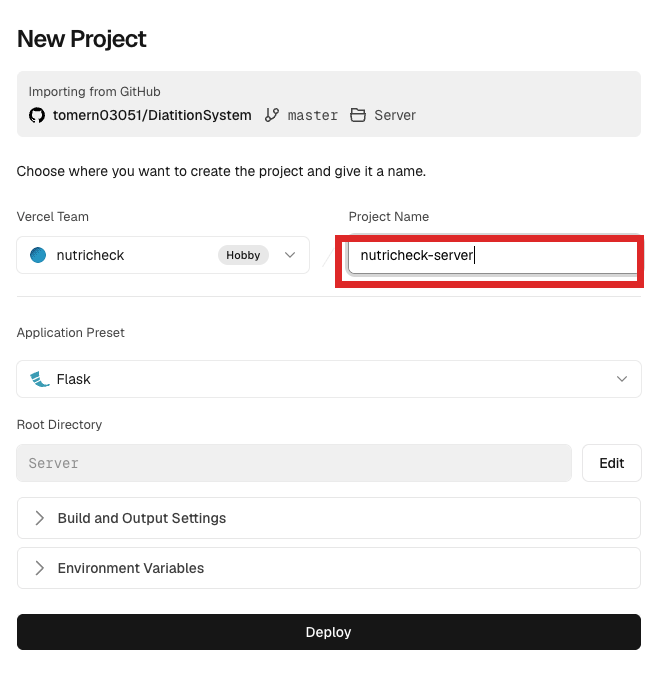 New Project
Importing from GitHub
tomern03051/DiatitionSystem master Server
Choose where you want to create the project and give it a name.
Vercel Team Project Name
nutricheck Hobby nutricheck-server
Application Preset
Flask
Root Directory
Server Edit
Build and Output Settings
Environment Variables
Deploy